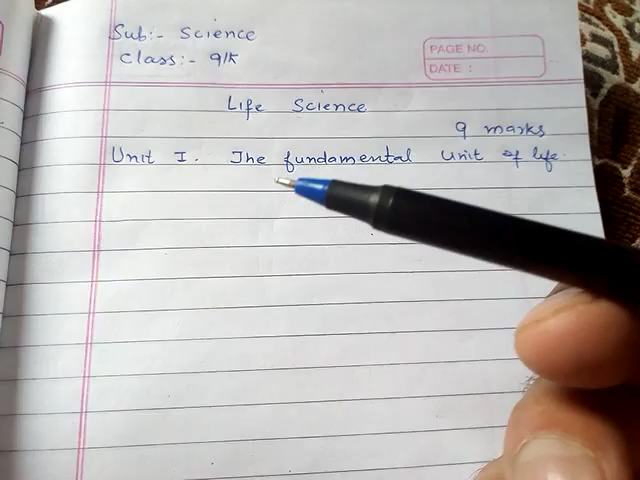 Sub:- Science
Class:- 9th
PAGE NO.
DATE :
Life Science
9 marks
Unit I. The fundamental unit of life.